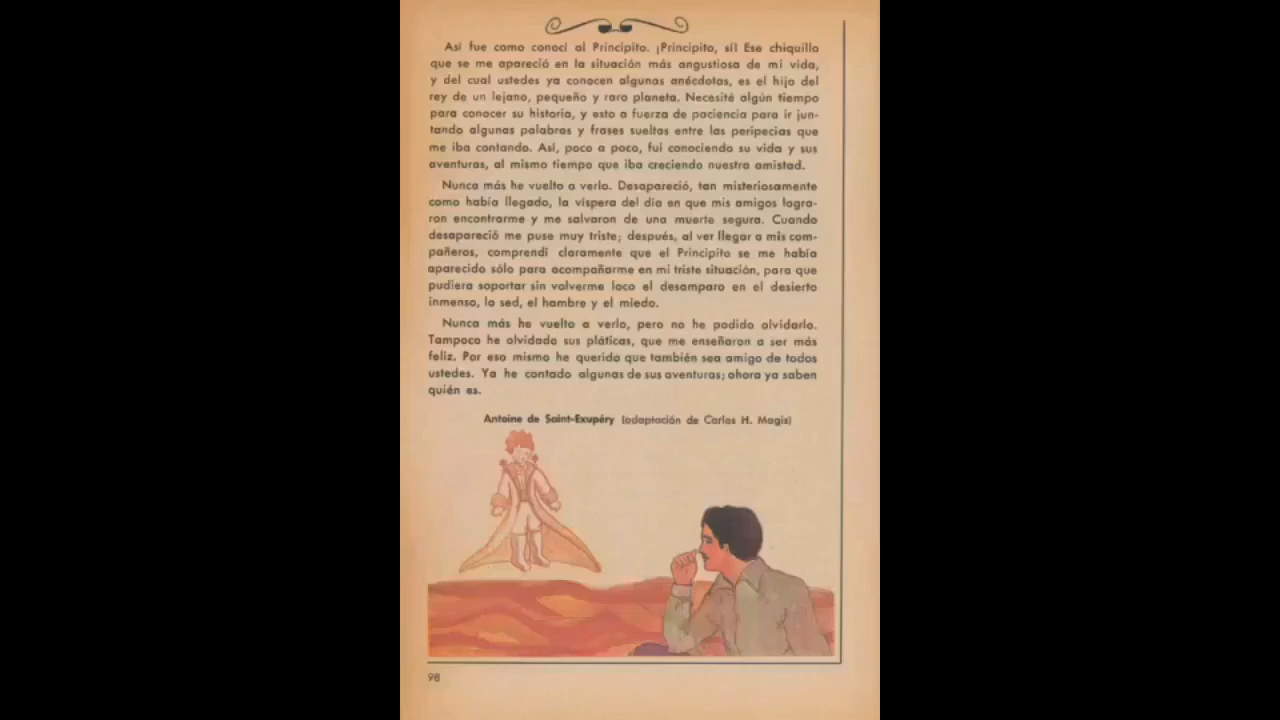 Así fue como conocí al Principito. ¡Principito, sí! Ese chiquillo
que se me apareció en la situación más angustiosa de mi vida,
y del cual ustedes ya conocen algunas anécdotas, es el hijo del
rey de un lejano, pequeño y raro planeta. Necesité algún tiempo
para conocer su historia, y esto a fuerza de paciencia para ir jun-
tando algunas palabras y frases sueltas entre las peripecias que
me iba contando. Así, poco a poco, fui conociendo su vida y sus
aventuras, al mismo tiempo que iba creciendo nuestra amistad.
Nunca más he vuelto a verlo. Desapareció, tan misteriosamente
como había llegado, la víspera del día en que mis amigos logra-
ron encontrarme y me salvaron de una muerte segura. Cuando
desapareció me puse muy triste; después, al ver llegar a mis com-
pañeros, comprendí claramente que el Principito se me había
aparecido sólo para acompañarme en mi triste situación, para que
pudiera soportar sin volverme loco el desamparo en el desierto
inmenso, la sed, el hambre y el miedo.
Nunca más he vuelto a verlo, pero no he podido olvidarlo.
Tampoco he olvidado sus pláticas, que me enseñaron a ser más
feliz. Por eso mismo he querido que también sea amigo de todos
ustedes. Ya he contado algunas de sus aventuras; ahora ya saben
quién es.
Antoine de Saint-Exupéry (adaptación de Carlos H. Magis)
98